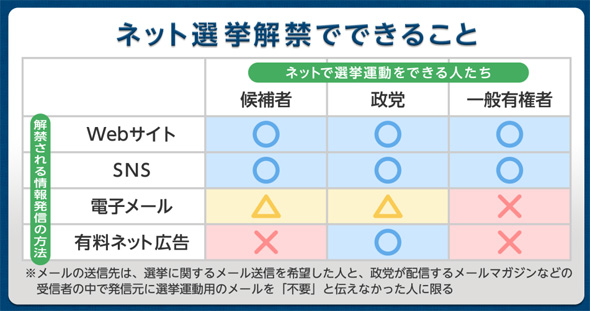 ネット選挙解禁でできること
ネットで選挙運動をできる人たち
候補者 政党 一般有権者
解禁される情報発信の方法
Webサイト ○ ○ ○
SNS ○ ○ ○
電子メール △ △ ×
有料ネット広告 × ○ ×
※メールの送信先は、選挙に関するメール送信を希望した人と、政党が配信するメールマガジンなどの
受信者の中で発信元に選挙運動用のメールを「不要」と伝えなかった人に限る